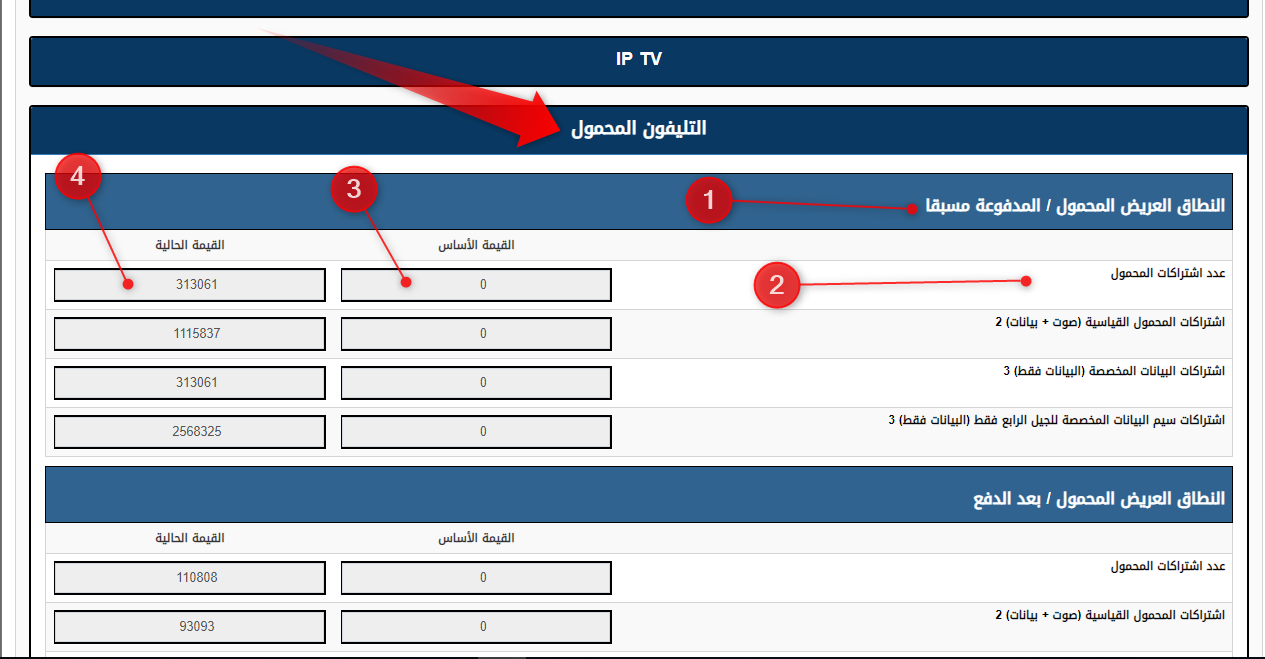 IP TV
التليفون المحمول
النطاق العريض المحمول / المدفوعة مسبقا
1
القيمة الأساس
3
القيمة الحالية
4
عدد اشتراكات المحمول
2
0
313061
اشتراكات المحمول القياسية (صوت + بيانات) 2
0
1115837
اشتراكات البيانات المخصصة (البيانات فقط) 3
0
313061
اشتراكات سيم البيانات المخصصة للجيل الرابع فقط (البيانات فقط) 3
0
2568325
النطاق العريض المحمول / بعد الدفع
القيمة الأساس
القيمة الحالية
عدد اشتراكات المحمول
0
110808
اشتراكات المحمول القياسية (صوت + بيانات) 2
0
93093